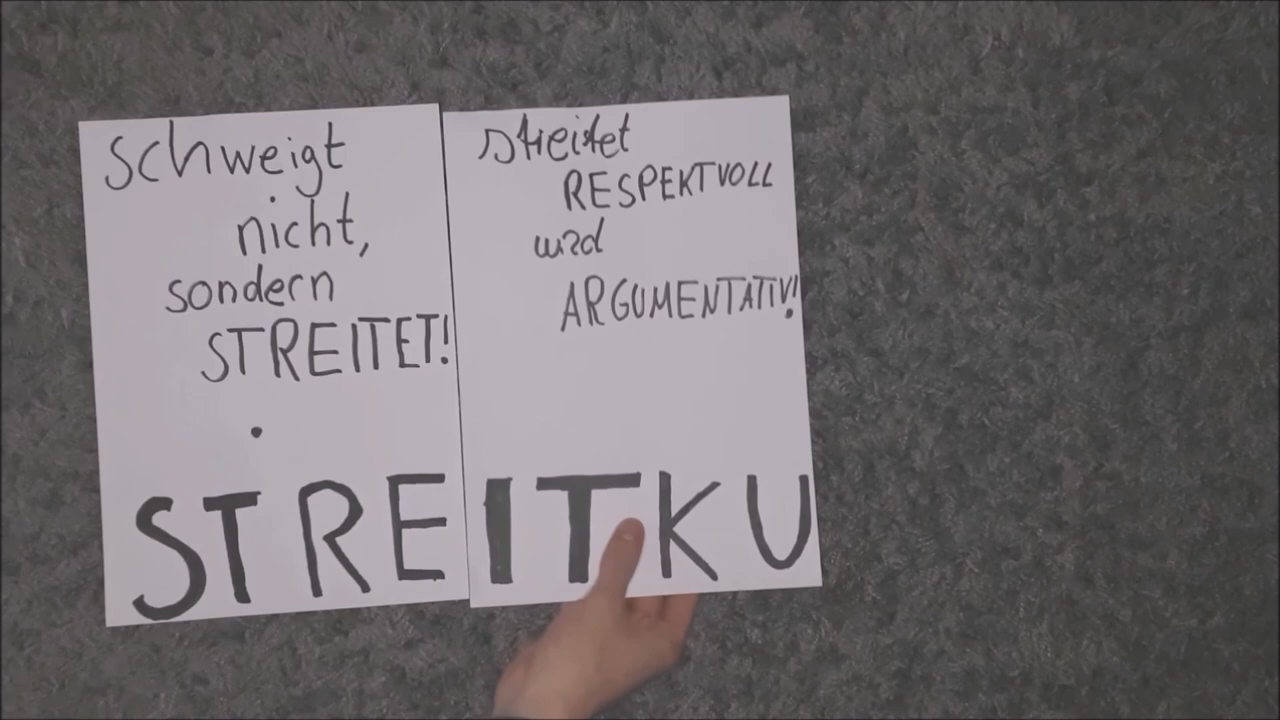 schweigt
nicht,
sondern
STREITET!
.
streitet
RESPEKTVOLL
und
ARGUMENTATIV!
STREITKU